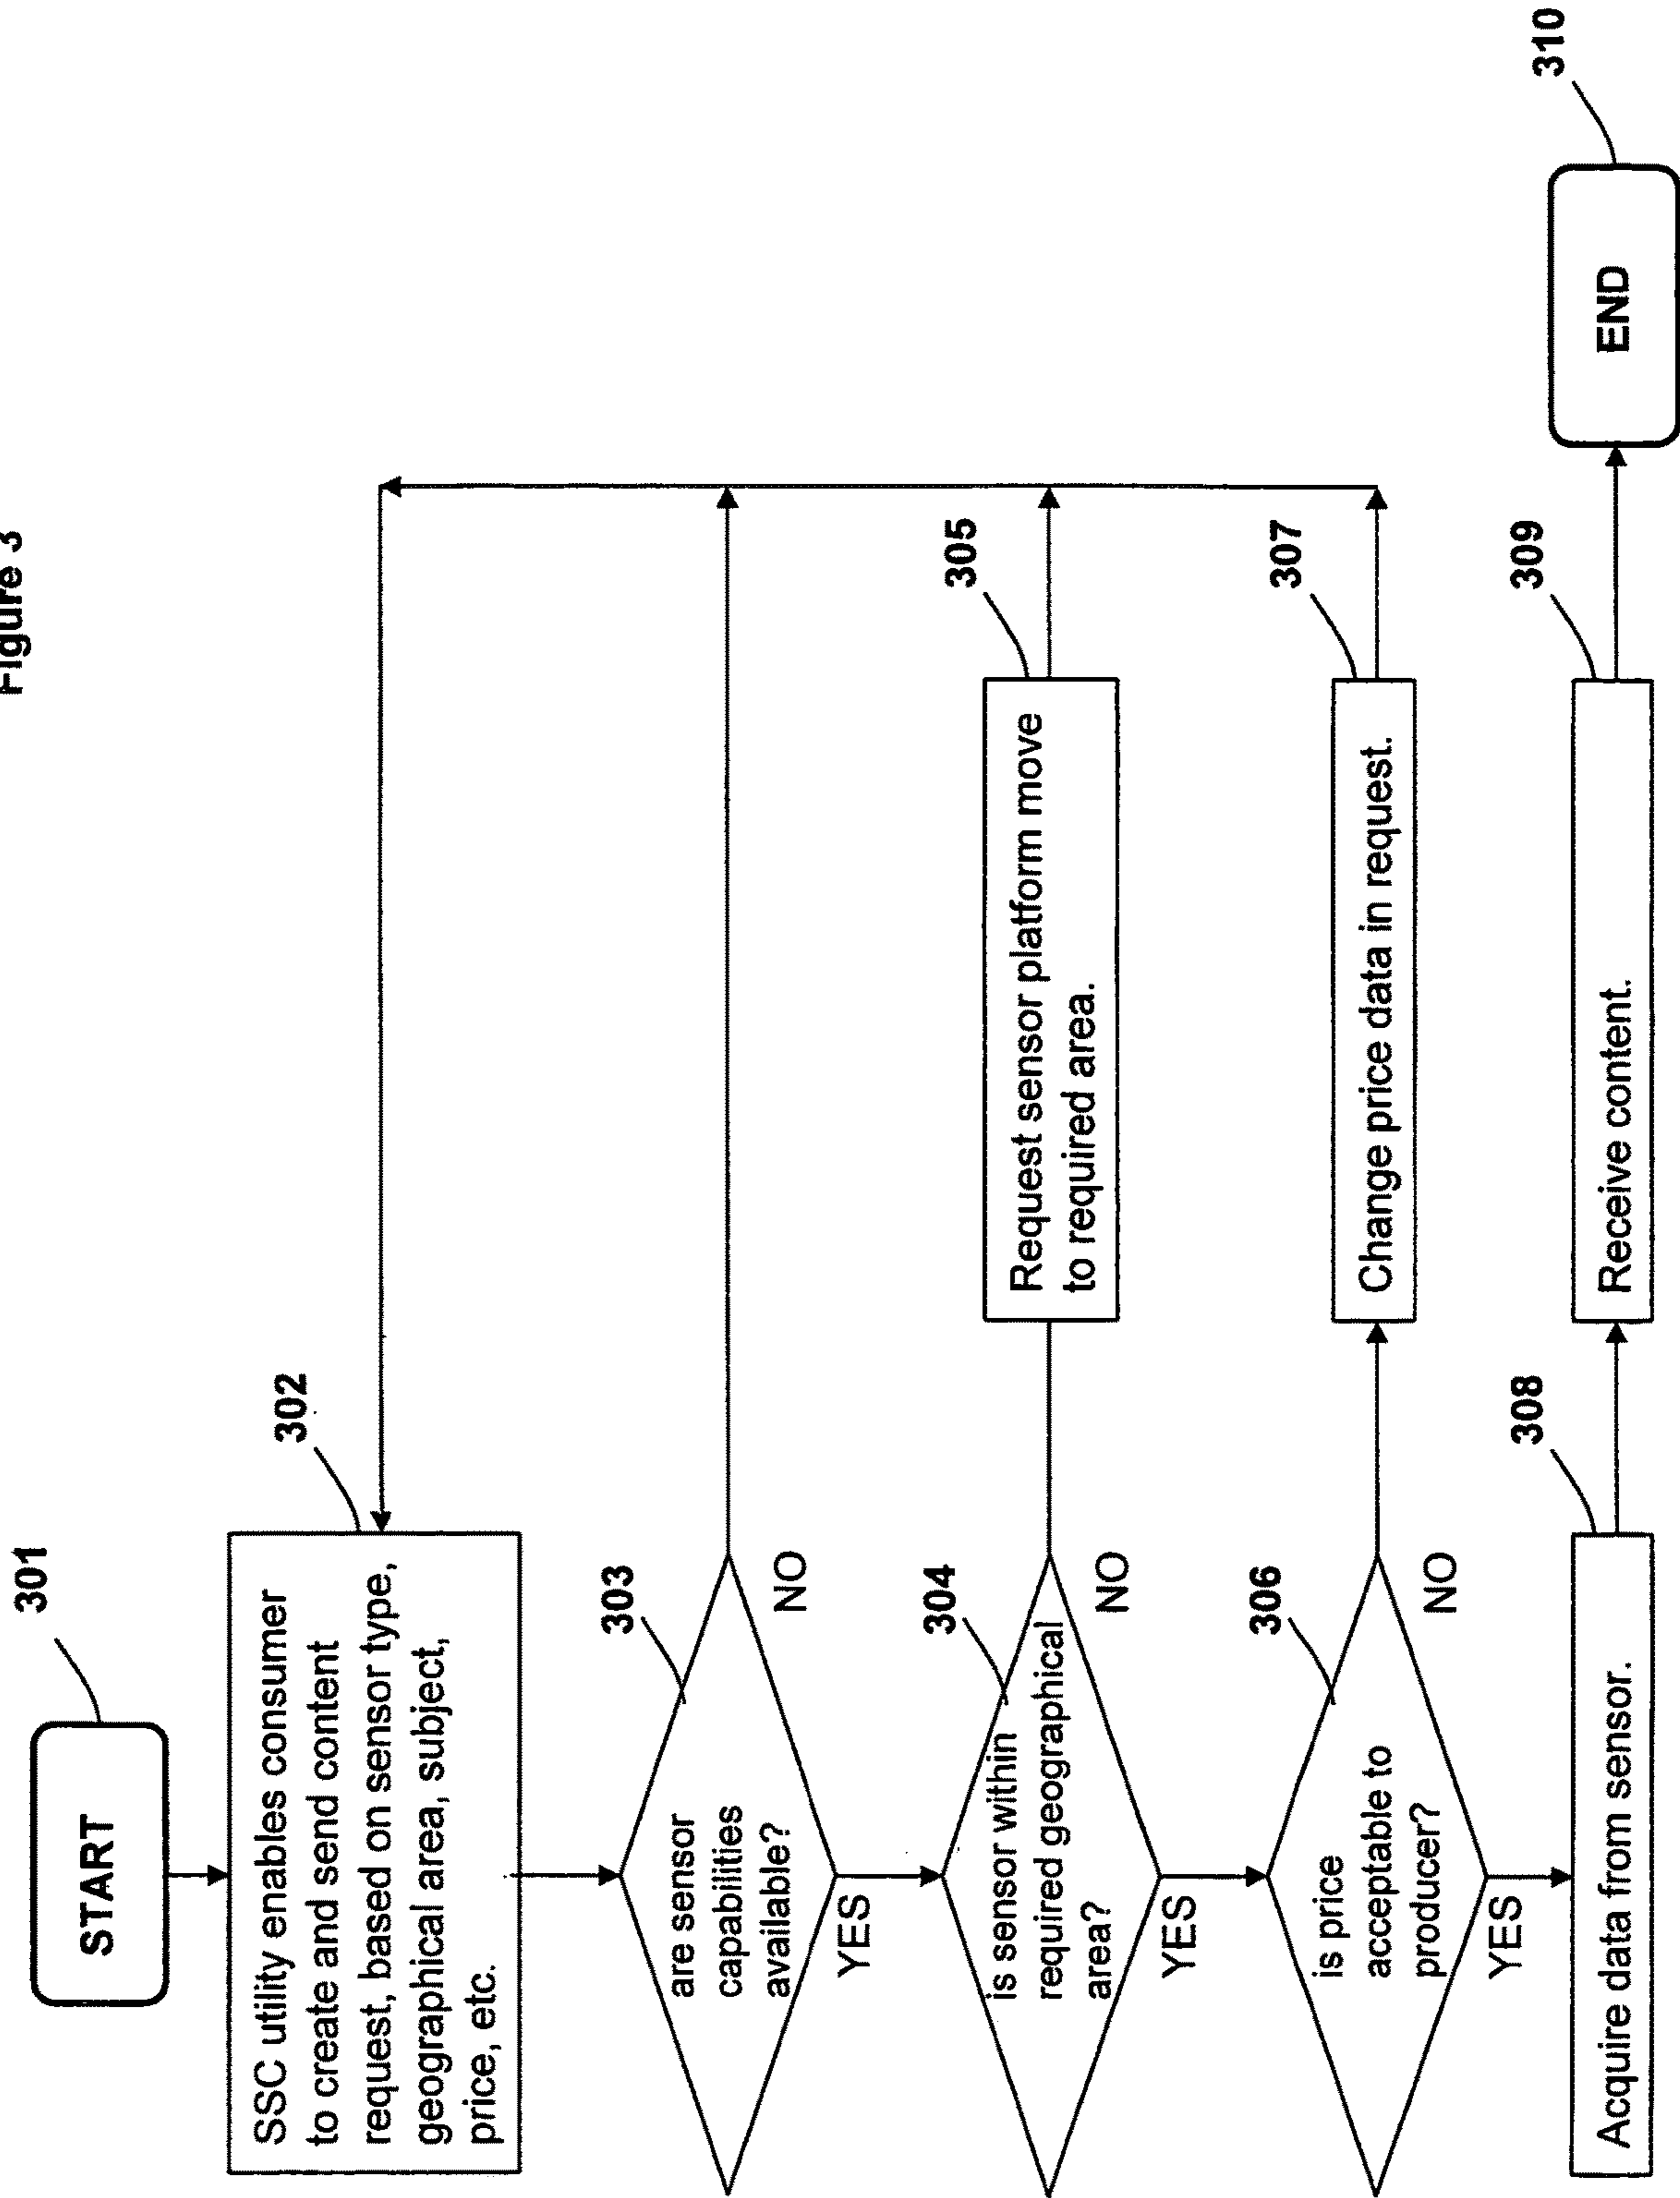 Figure 3
301
START
302
SSC utility enables consumer
to create and send content
request, based on sensor type,
geographical area, subject,
price, etc.
303
are sensor
capabilities
available?
NO
YES
304
is sensor within
required geographical
area?
NO
YES
305
Request sensor platform move
to required area.
306
is price
acceptable to
producer?
NO
YES
307
Change price data in request.
308
Acquire data from sensor.
309
Receive content.
310
END